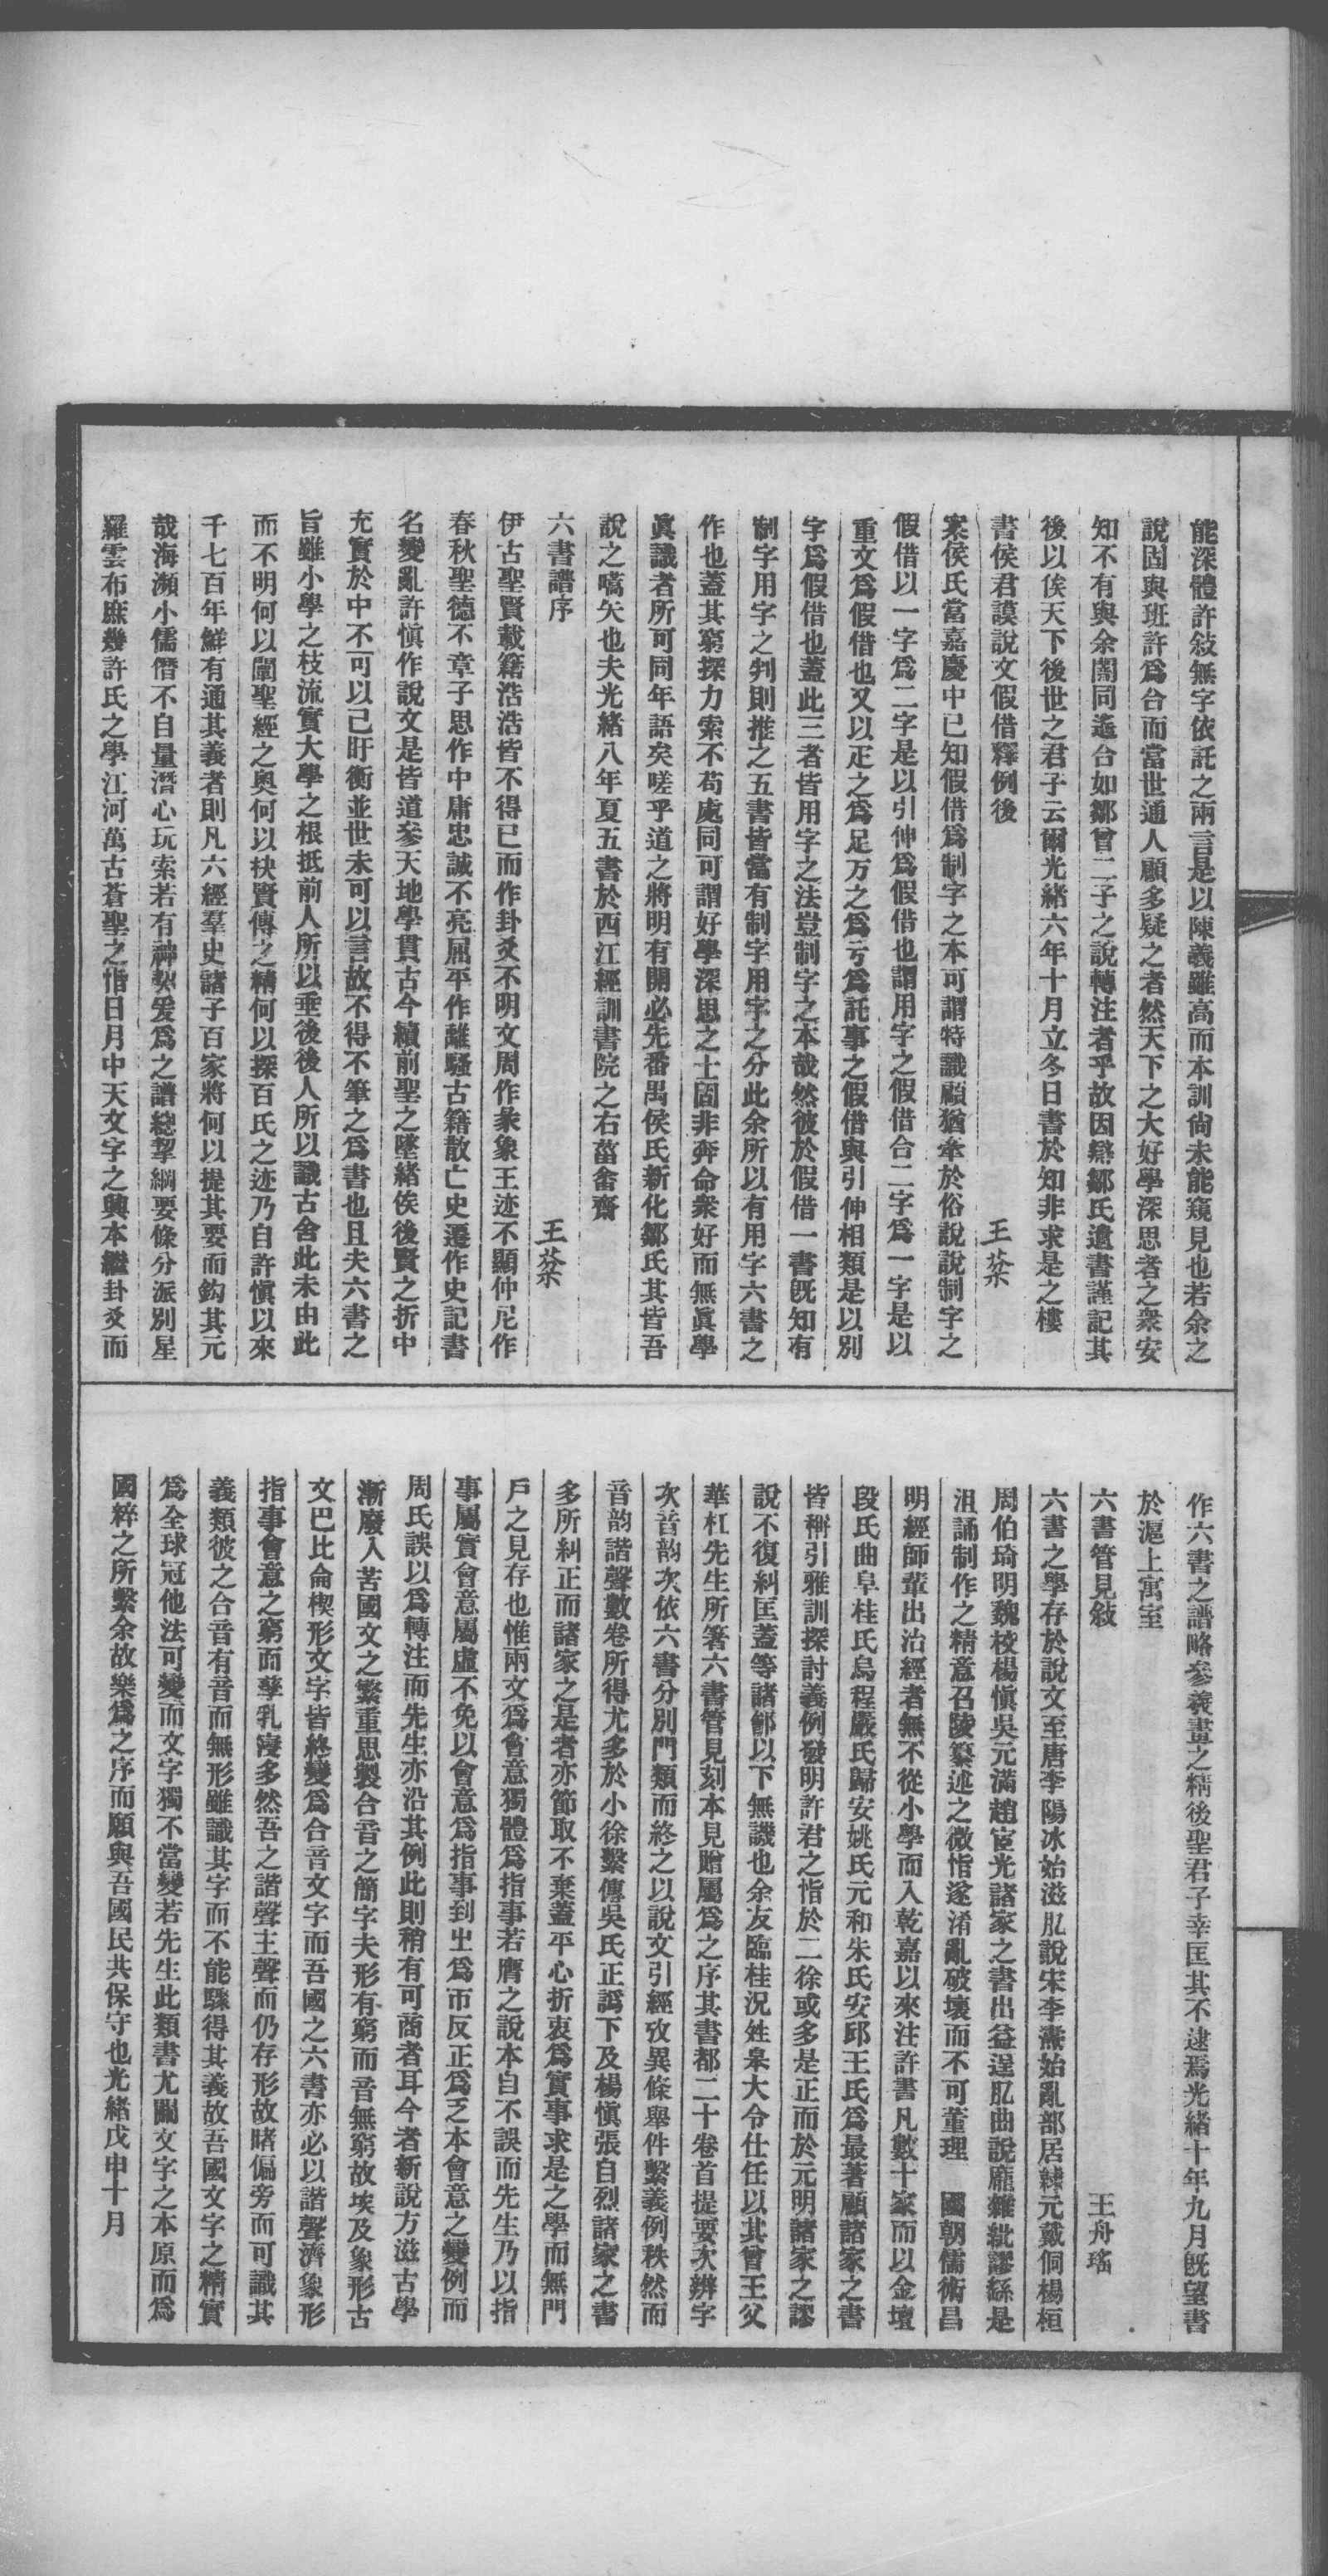 能深體許敍無字依託之兩言是以陳義雖高而本訓尙未能窺見也若余之
說固與班許爲合而當世通人顧多疑之者然天下之大好學深思者之衆安
知不有與余闇同遙合如鄒曾二子之說轉注者乎故因辯鄒氏遺書謹記其
後以俟天下後世之君子云爾光緒六年十月立冬日書於知非求是之樓
書侯君謨說文假借釋例後 王棻
案侯氏當嘉慶中已知假借爲制字之本可謂特識顧猶牽於俗說說制字之
假借以一字爲二字是以引伸爲假借也謂用字之假借合二字爲一字是以
重文爲假借也又以疋之爲足丂之爲亏爲託事之假借與引伸相類是以別
字爲假借也蓋此三者皆用字之法豈制字之本哉然彼於假借一書旣知有
制字用字之判則推之五書皆當有制字用字之分此余所以有用字六書之
作也蓋其窮探力索不苟處同可謂好學深思之士固非奔命衆好而無眞學
眞識者所可同年語矣嗟乎道之將明有開必先番禺侯氏新化鄒氏其皆吾
說之嚆矢也夫光緒八年夏五書於西江經訓書院之右菑畬齋
六書譜序 王棻
伊古聖賢載籍浩浩皆不得已而作卦爻不明文周作彖象王迹不顯仲尼作
春秋聖德不章子思作中庸忠誠不亮屈平作離騷古籍散亡史遷作史記書
名變亂許愼作說文是皆道參天地學貫古今續前聖之墜緒俟後賢之折中
充實於中不可以已盱衡並世未可以言故不得不筆之爲書也且夫六書之
旨雖小學之枝流實大學之根抵前人所以垂後後人所以識古舍此未由此
而不明何以闡聖經之奧何以抉賢傳之精何以探百氏之迹乃自許愼以來
千七百年鮮有通其義者則凡六經羣史諸子百家將何以提其要而鈎其元
哉海瀕小儒僭不自量潛心玩索若有神契爰爲之譜總挈綱要條分派別星
羅雲布庶幾許氏之學江河萬古蒼聖之恉日月中天文字之興本繼卦爻而
作六書之譜略參羲畫之精後聖君子幸匡其不逮焉光緒十年九月旣望書
於滬上寓室
六書管見敍 王舟瑤
六書之學存於說文至唐李陽冰始滋肊說宋李燾始亂部居韓元戴侗楊桓
周伯琦明魏校楊愼吳元滿趙宧光諸家之書出益逞肊曲說龐雜紕謬繇是
沮誦制作之精意召陵纂述之微恉遂淆亂破壞而不可董理　國朝儒術昌
明經師輩出治經者無不從小學而入乾嘉以來注許書凡數十家而以金壇
段氏曲阜桂氏烏程嚴氏歸安姚氏元和朱氏安邱王氏爲最著顧諸家之書
皆稱引雅訓探討義例發明許君之恉於二徐或多是正而於元明諸家之謬
說不復糾匡蓋等諸鄶以下無譏也余友臨桂況姓臬大令仕任以其曾王父
華杠先生所箸六書管見刻本見贈屬爲之序其書都二十卷首提要次辨字
次音韵次依六書分別門類而終之以說文引經攷異條舉件繫義例秩然而
音韵諧聲數卷所得尤多於小徐繫傳吳氏正譌下及楊愼張自烈諸家之書
多所糾正而諸家之是者亦節取不棄蓋平心折衷爲實事求是之學而無門
戶之見存也惟兩文爲會意獨體爲指事若膺之說本自不誤而先生乃以指
事屬實會意屬虛不免以會意爲指事到㞢爲帀反正爲乏本會意之變例而
周氏誤以爲轉注而先生亦沿其例此則稍有可商者耳今者新說方滋古學
漸廢人苦國文之繁重思製合音之簡字夫形有窮而音無窮故埃及象形古
文巴比侖楔形文字皆終變爲合音文字而吾國之六書亦必以諧聲濟象形
指事會意之窮而孳乳寖多然吾之諧聲主聲而仍存形故睹偏旁而可識其
義類彼之合音有音而無形雖識其字而不能驟得其義故吾國文字之精實
爲全球冠他法可變而文字獨不當變若先生此類書尤關文字之本原而爲
國粹之所繫余故樂爲之序而願與吾國民共保守也光緒戊申十月